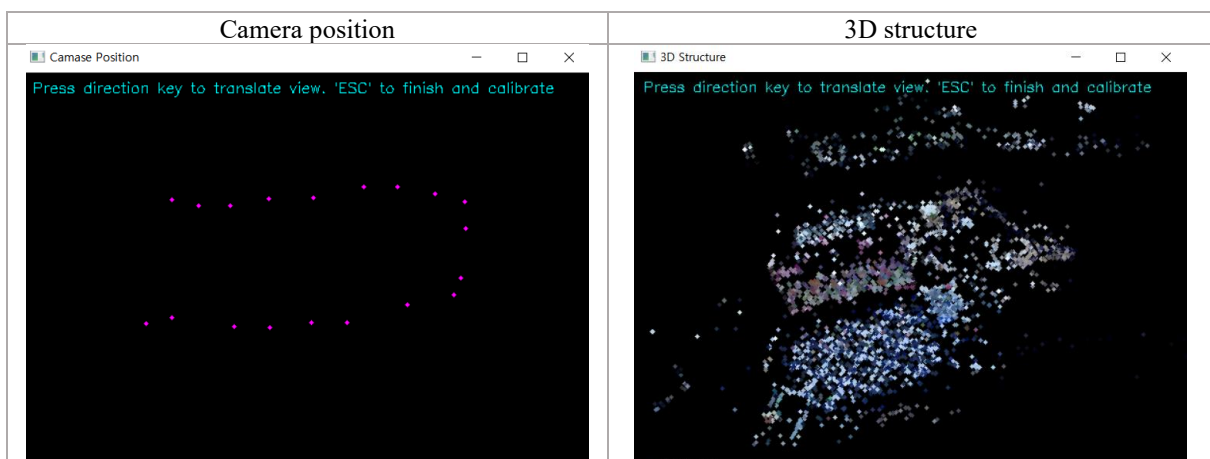 Camera position
3D structure
Camase Position
3D Structure
Press direction key to translate view. 'ESC' to finish and calibrate
Press direction key to translate view. 'ESC' to finish and calibrate